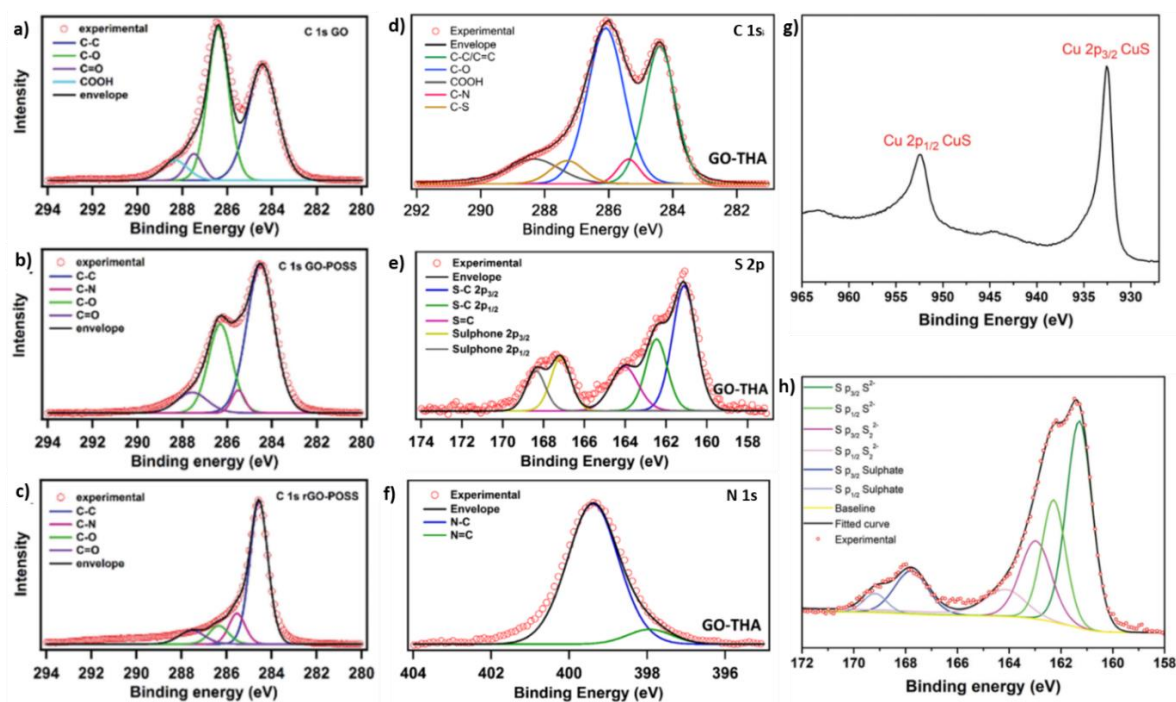 a)
experimental
C-C
C-O
C=O
COOH
envelope
C 1s GO
Intensity
294 292 290 288 286 284 282 280
Binding Energy (eV)
b)
experimental
C-C
C-N
C-O
C=O
envelope
C 1s GO-POSS
Intensity
294 292 290 288 286 284 282 280
Binding energy (eV)
c)
experimental
C-C
C-N
C-O
C=O
envelope
C 1s rGO-POSS
Intensity
294 292 290 288 286 284 282 280
Binding energy (eV)
d)
Experimental
Envelope
C-C/C=C
C-O
COOH
C-N
C-S
C 1s
GO-THA
292 290 288 286 284 282
Binding Energy (eV)
e)
Experimental
Envelope
S-C 2p3/2
S-C 2p1/2
S=C
Sulphone 2p3/2
Sulphone 2p1/2
S 2p
GO-THA
174 172 170 168 166 164 162 160 158
Binding Energy (eV)
f)
Experimental
Envelope
N-C
N=C
N 1s
GO-THA
404 402 400 398 396
Binding Energy (eV)
g)
Cu 2p3/2 CuS
Cu 2p1/2 CuS
965 960 955 950 945 940 935 930
Binding Energy (eV)
h)
S p3/2 S2-
S p1/2 S2-
S p3/2 S22-
S p1/2 S22-
S p3/2 Sulphate
S p1/2 Sulphate
Baseline
Fitted curve
Experimental
172 170 168 166 164 162 160 158
Binding energy (eV)